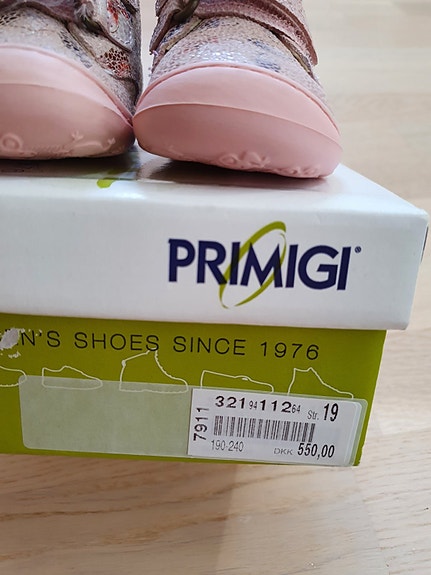 PRIMIGI®
N'S SHOES SINCE 1976
7911
321 94 112 64 Str. 19
190-240 DKK 550,00